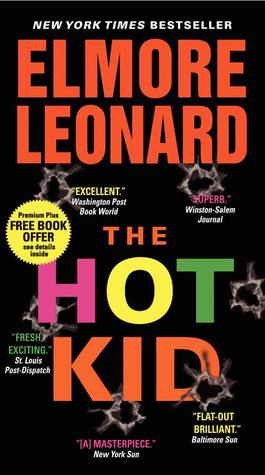 NEW YORK TIMES BESTSELLER
ELMORE
LEONARD
"EXCELLENT."
Washington Post
Book World
"SUPERB."
Winston-Salem
Journal
Premium Plus
FREE BOOK
OFFER
see details
inside
THE
HOT
"FRESH,
EXCITING."
St. Louis
Post-Dispatch
KID
"FLAT-OUT
BRILLIANT."
Baltimore Sun
"[A] MASTERPIECE."
New York Sun